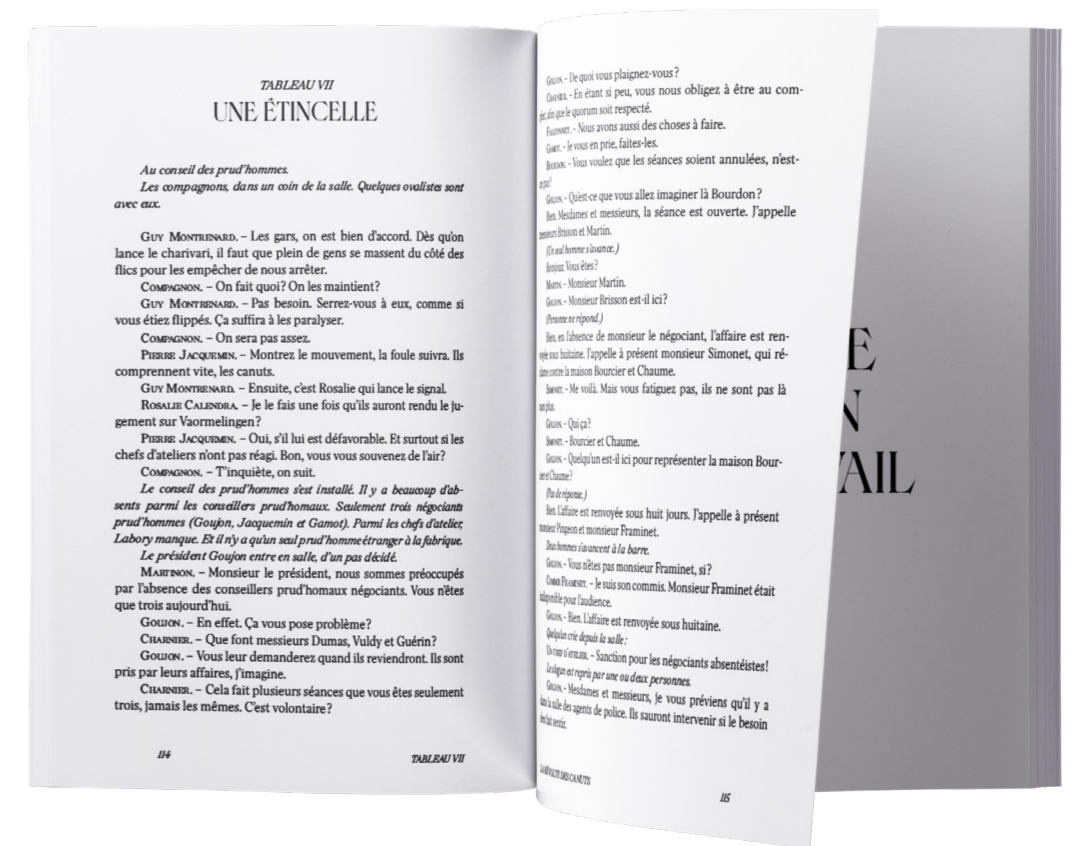 TABLEAU VII
UNE ÉTINCELLE
Au conseil des prud'hommes.
Les compagnons, dans un coin de la salle. Quelques ovalistes sont
avec eux.
GUY MONTRENARD. – Les gars, on est bien d'accord. Dès qu'on
lance le charivari, il faut que plein de gens se massent du côté des
flics pour les empêcher de nous arrêter.
COMPAGNON. – On fait quoi? On les maintient?
GUY MONTRENARD. – Pas besoin. Serrez-vous à eux, comme si
vous étiez flippés. Ça suffira à les paralyser.
COMPAGNON. – On sera pas assez.
PIERRE JACQUEMIN. – Montrez le mouvement, la foule suivra. Ils
comprennent vite, les canuts.
GUY MONTRENARD. – Ensuite, c'est Rosalie qui lance le signal.
ROSALIE CALENDRA. – Je le fais une fois qu'ils auront rendu le ju-
gement sur Vaormelingen?
PIERRE JACQUEMIN. – Oui, s'il lui est défavorable. Et surtout si les
chefs d'ateliers n'ont pas réagi. Bon, vous vous souvenez de l'air?
COMPAGNON. – T'inquiète, on suit.
Le conseil des prud'hommes s'est installé. Il y a beaucoup d'ab-
sents parmi les conseillers prud'homaux. Seulement trois négociants
prud'hommes (Goujon, Jacquemin et Gamot). Parmi les chefs d'atelier,
Labory manque. Et il n'y a qu'un seul prud'homme étranger à la fabrique.
Le président Goujon entre en salle, d'un pas décidé.
MARTINON. – Monsieur le président, nous sommes préoccupés
par l'absence des conseillers prud'homaux négociants. Vous n'êtes
que trois aujourd'hui.
GOUJON. – En effet. Ça vous pose problème?
CHARNIER. – Que font messieurs Dumas, Vuldy et Guérin?
GOUJON. – Vous leur demanderez quand ils reviendront. Ils sont
pris par leurs affaires, j'imagine.
CHARNIER. – Cela fait plusieurs séances que vous êtes seulement
trois, jamais les mêmes. C'est volontaire?
114
TABLEAU VII
GOUJON. – De quoi vous plaignez-vous?
CHARNIER. – En étant si peu, vous nous obligez à être au com-
plet, afin que le quorum soit respecté.
FALCONNET. – Nous avons aussi des choses à faire.
GAMOT. – Je vous en prie, faites-les.
BOURDON. – Vous voulez que les séances soient annulées, n'est-
ce pas?
GOUJON. – Qu'est-ce que vous allez imaginer là Bourdon?
Bien. Mesdames et messieurs, la séance est ouverte. J'appelle
messieurs Brisson et Martin.
(Un seul homme s'avance.)
Bonjour. Vous êtes?
MARTIN. – Monsieur Martin.
GOUJON. – Monsieur Brisson est-il ici?
(Personne ne répond.)
Bien, en l'absence de monsieur le négociant, l'affaire est ren-
voyée sous huitaine. J'appelle à présent monsieur Simonet, qui ré-
clame contre la maison Bourcier et Chaume.
SIMONET. – Me voilà. Mais vous fatiguez pas, ils ne sont pas là
non plus.
GOUJON. – Qui ça?
SIMONET. – Bourcier et Chaume.
GOUJON. – Quelqu'un est-il ici pour représenter la maison Bour-
cier et Chaume?
(Pas de réponse.)
Bien. L'affaire est renvoyée sous huit jours. J'appelle à présent
monsieur Pingeon et monsieur Framinet.
Deux hommes s'avancent à la barre.
GOUJON. – Vous n'êtes pas monsieur Framinet, si?
COMMIS FRAMINET. – Je suis son commis. Monsieur Framinet était
indisponible pour l'audience.
GOUJON. – Bien. L'affaire est renvoyée sous huitaine.
Quelqu'un crie depuis la salle :
UN CHEF D'ATELIER. – Sanction pour les négociants absentéistes!
Le slogan est repris par une ou deux personnes.
GOUJON. – Mesdames et messieurs, je vous préviens qu'il y a
dans la salle des agents de police. Ils sauront intervenir si le besoin
s'en fait sentir.
LA RÉVOLTE DES CANUTS
115
E
N
AIL